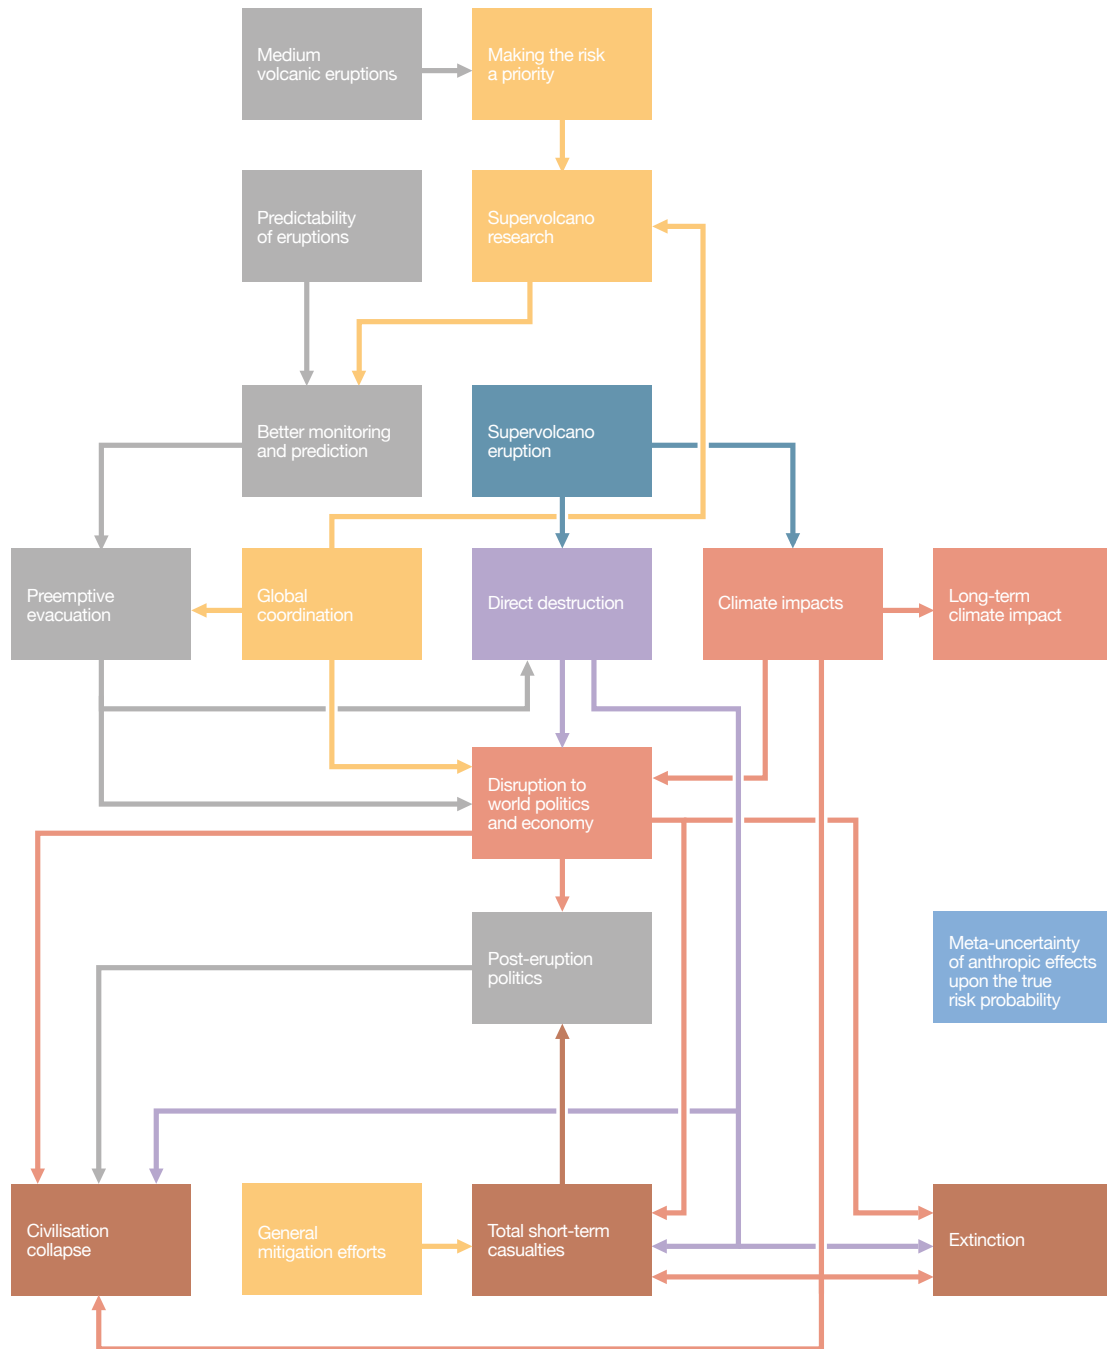 Medium
volcanic eruptions
Making the risk
a priority
Predictability
of eruptions
Supervolcano
research
Better monitoring
and prediction
Supervolcano
eruption
Preemptive
evacuation
Global
coordination
Direct destruction
Climate impacts
Long-term
climate impact
Disruption to
world politics
and economy
Post-eruption
politics
Meta-uncertainty
of anthropic effects
upon the true
risk probability
Civilisation
collapse
General
mitigation efforts
Total short-term
casualties
Extinction